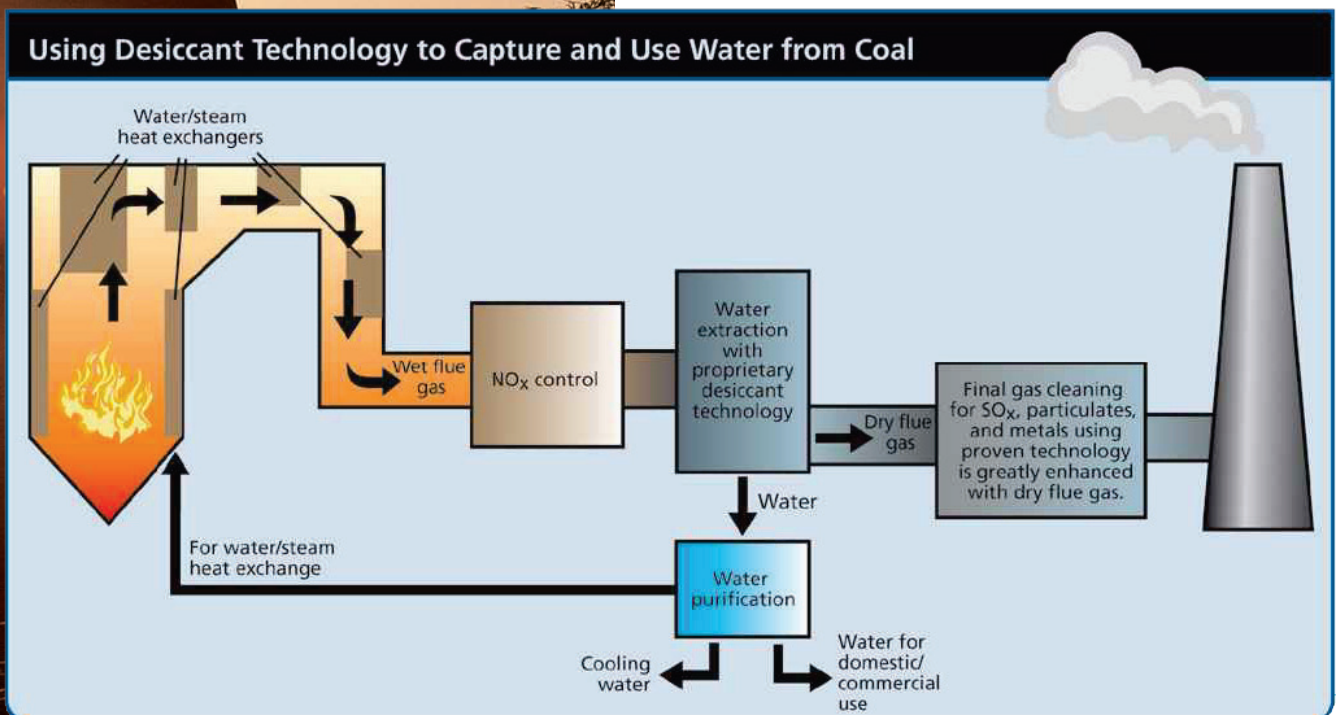 Using Desiccant Technology to Capture and Use Water from Coal
Water/steam
heat exchangers
Wet flue
gas
NOx control
Water
extraction
with
proprietary
desiccant
technology
Dry flue
gas
Final gas cleaning
for SOx, particulates,
and metals using
proven technology
is greatly enhanced
with dry flue gas.
Water
For water/steam
heat exchange
Water
purification
Cooling
water
Water for
domestic/
commercial
use